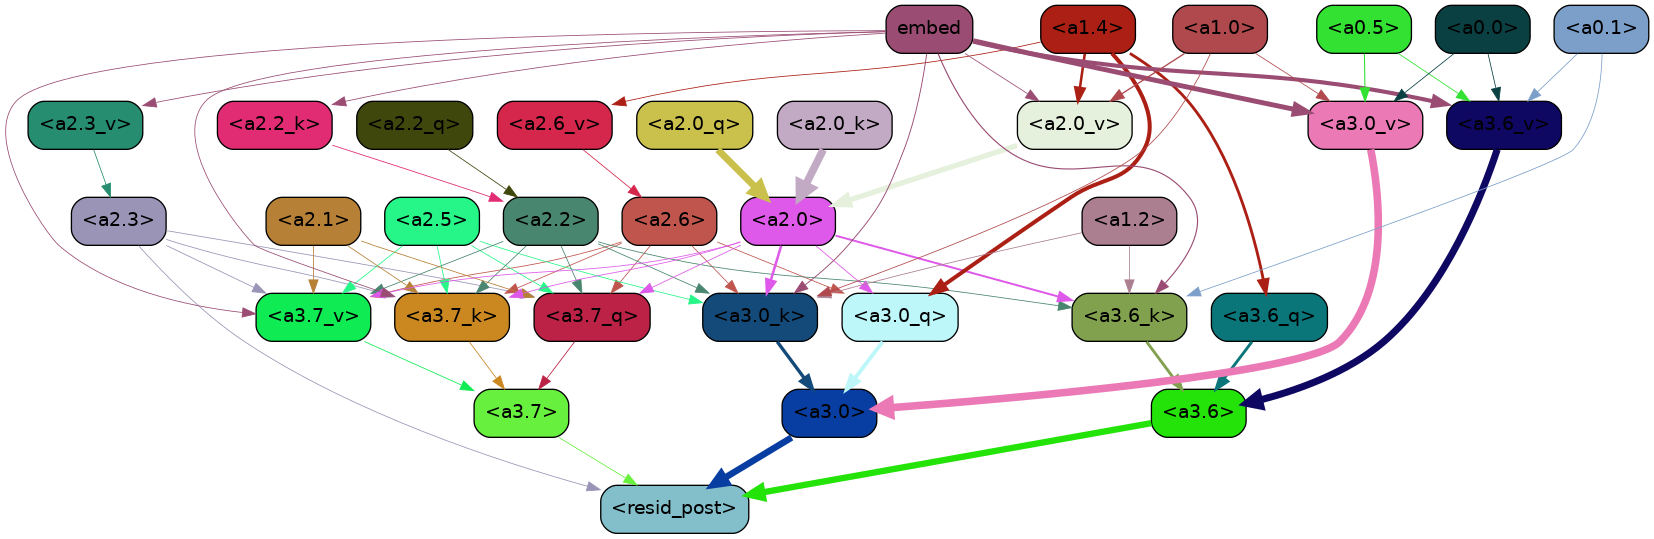 embed <a1.4> <a1.0> <a0.5> <a0.0> <a0.1>
<a2.3_v> <a2.2_k> <a2.2_q> <a2.6_v> <a2.0_q> <a2.0_k> <a2.0_v> <a3.0_v> <a3.6_v>
<a2.3> <a2.1> <a2.5> <a2.2> <a2.6> <a2.0> <a1.2>
<a3.7_v> <a3.7_k> <a3.7_q> <a3.0_k> <a3.0_q> <a3.6_k> <a3.6_q>
<a3.7> <a3.0> <a3.6>
<resid_post>